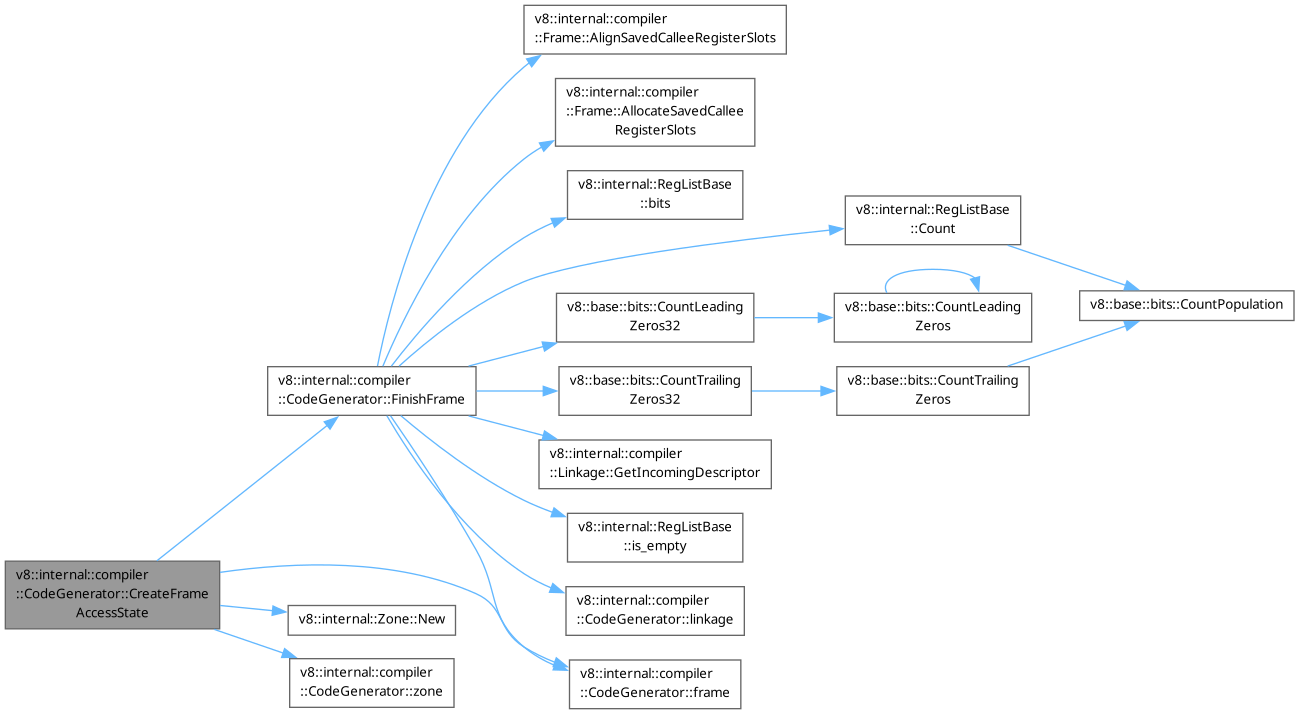 v8::internal::compiler
::Frame::AlignSavedCalleeRegisterSlots
v8::internal::compiler
::Frame::AllocateSavedCallee
RegisterSlots
v8::internal::RegListBase
::bits
v8::internal::RegListBase
::Count
v8::base::bits::CountLeading
Zeros32
v8::base::bits::CountLeading
Zeros
v8::base::bits::CountPopulation
v8::internal::compiler
::CodeGenerator::FinishFrame
v8::base::bits::CountTrailing
Zeros32
v8::base::bits::CountTrailing
Zeros
v8::internal::compiler
::Linkage::GetIncomingDescriptor
v8::internal::RegListBase
::is_empty
v8::internal::compiler
::CodeGenerator::CreateFrame
AccessState
v8::internal::Zone::New
v8::internal::compiler
::CodeGenerator::linkage
v8::internal::compiler
::CodeGenerator::zone
v8::internal::compiler
::CodeGenerator::frame